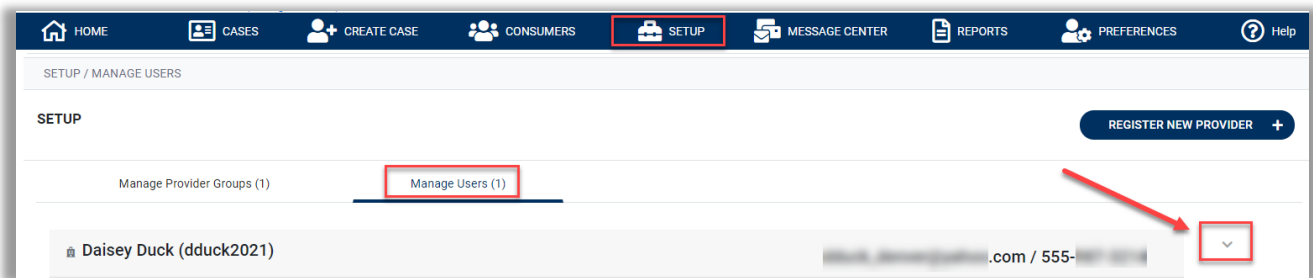 HOME CASES CREATE CASE CONSUMERS SETUP MESSAGE CENTER REPORTS PREFERENCES ? Help
SETUP / MANAGE USERS
SETUP
REGISTER NEW PROVIDER +
Manage Provider Groups (1) Manage Users (1)
Daisey Duck (dduck2021) .com / 555-